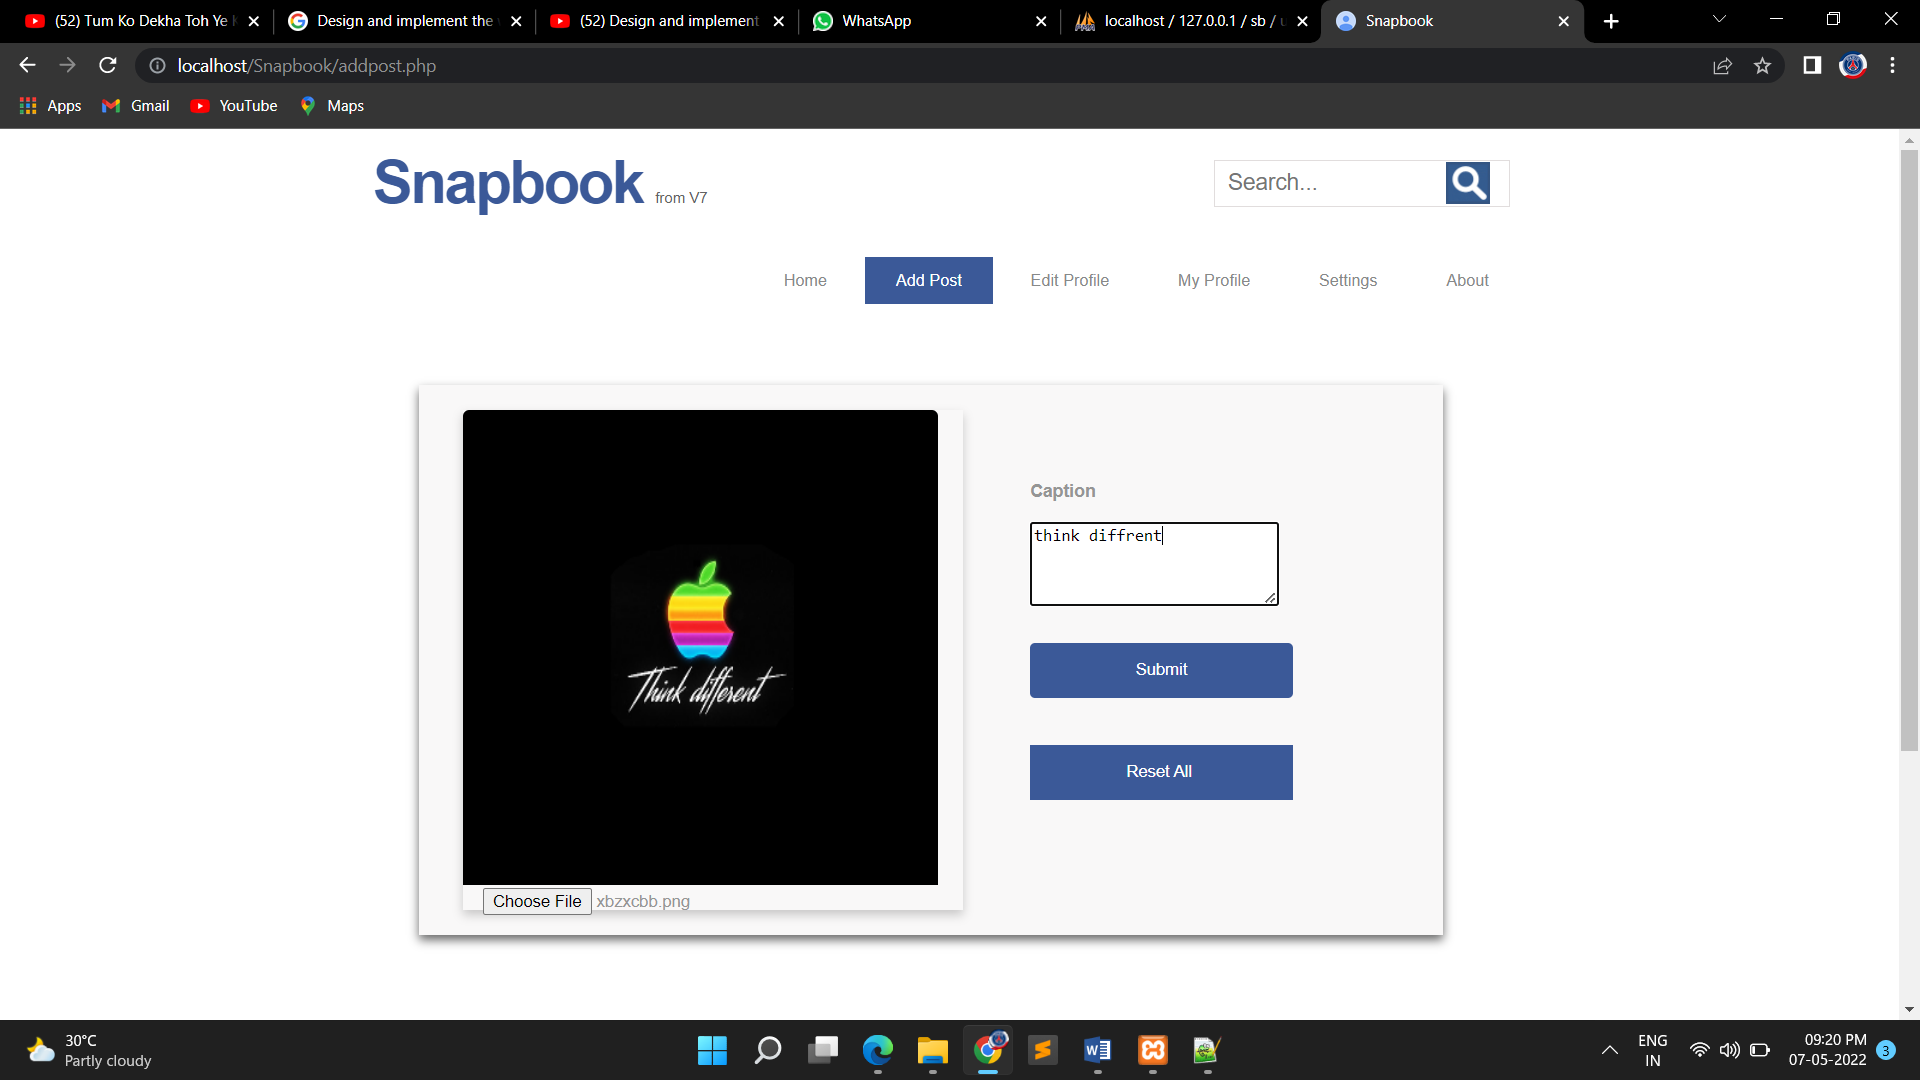 (52) Tum Ko Dekha Toh Ye
Design and implement the
(52) Design and implement
WhatsApp
localhost / 127.0.0.1 / sb /
Snapbook
localhost/Snapbook/addpost.php
Apps
Gmail
YouTube
Maps
Snapbook from V7
Search...
Home
Add Post
Edit Profile
My Profile
Settings
About
Think different
Caption
think diffrent
Submit
Reset All
Choose File xbzxcbb.png
30°C
Partly cloudy
ENG
IN
09:20 PM
07-05-2022
3